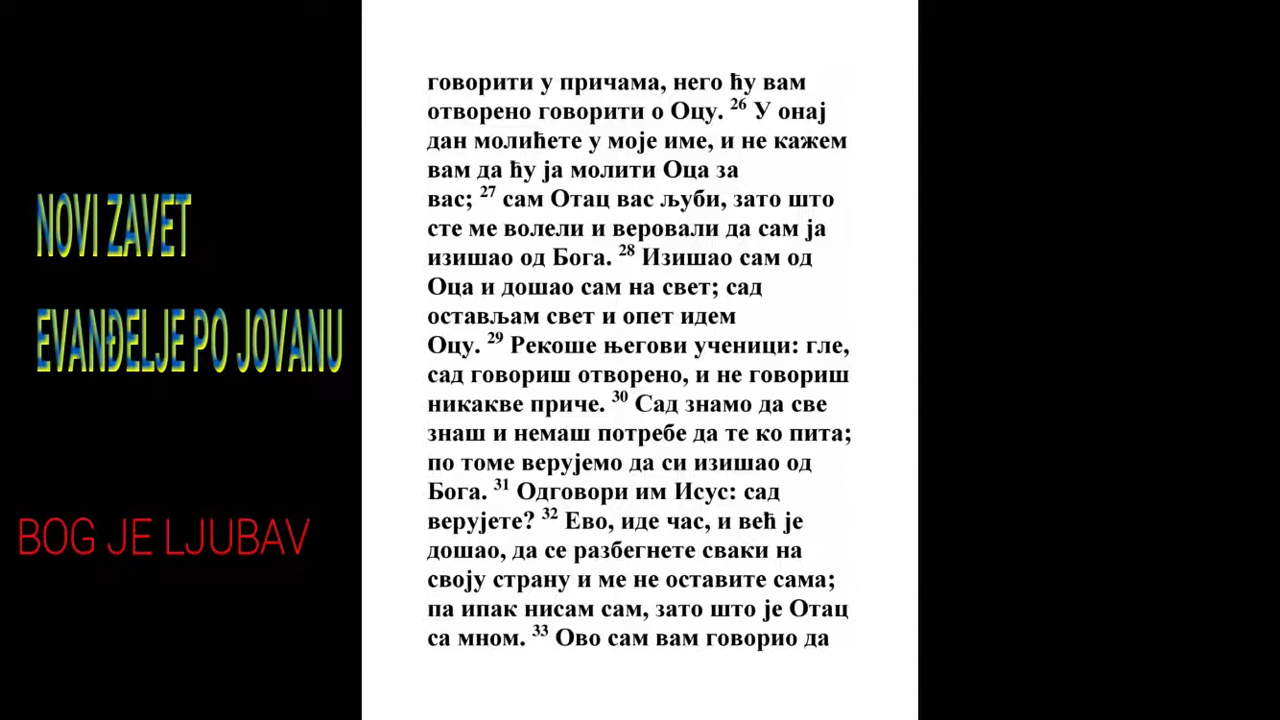 NOVI ZAVET
EVANĐELJE PO JOVANU
BOG JE LJUBAV
говорити у причама, него ћу вам
отворено говорити о Оцу. 26 У онај
дан молићете у моје име, и не кажем
вам да ћу ја молити Оца за
вас; 27 сам Отац вас љуби, зато што
сте ме волели и веровали да сам ја
изишао од Бога. 28 Изишао сам од
Оца и дошао сам на свет; сад
остављам свет и опет идем
Оцу. 29 Рекоше његови ученици: гле,
сад говориш отворено, и не говориш
никакве приче. 30 Сад знамо да све
знаш и немаш потребе да те ко пита;
по томе верујемо да си изишао од
Бога. 31 Одговори им Исус: сад
верујете? 32 Ево, иде час, и већ је
дошао, да се разбегнете сваки на
своју страну и ме не оставите сама;
па ипак нисам сам, зато што је Отац
са мном. 33 Ово сам вам говорио да